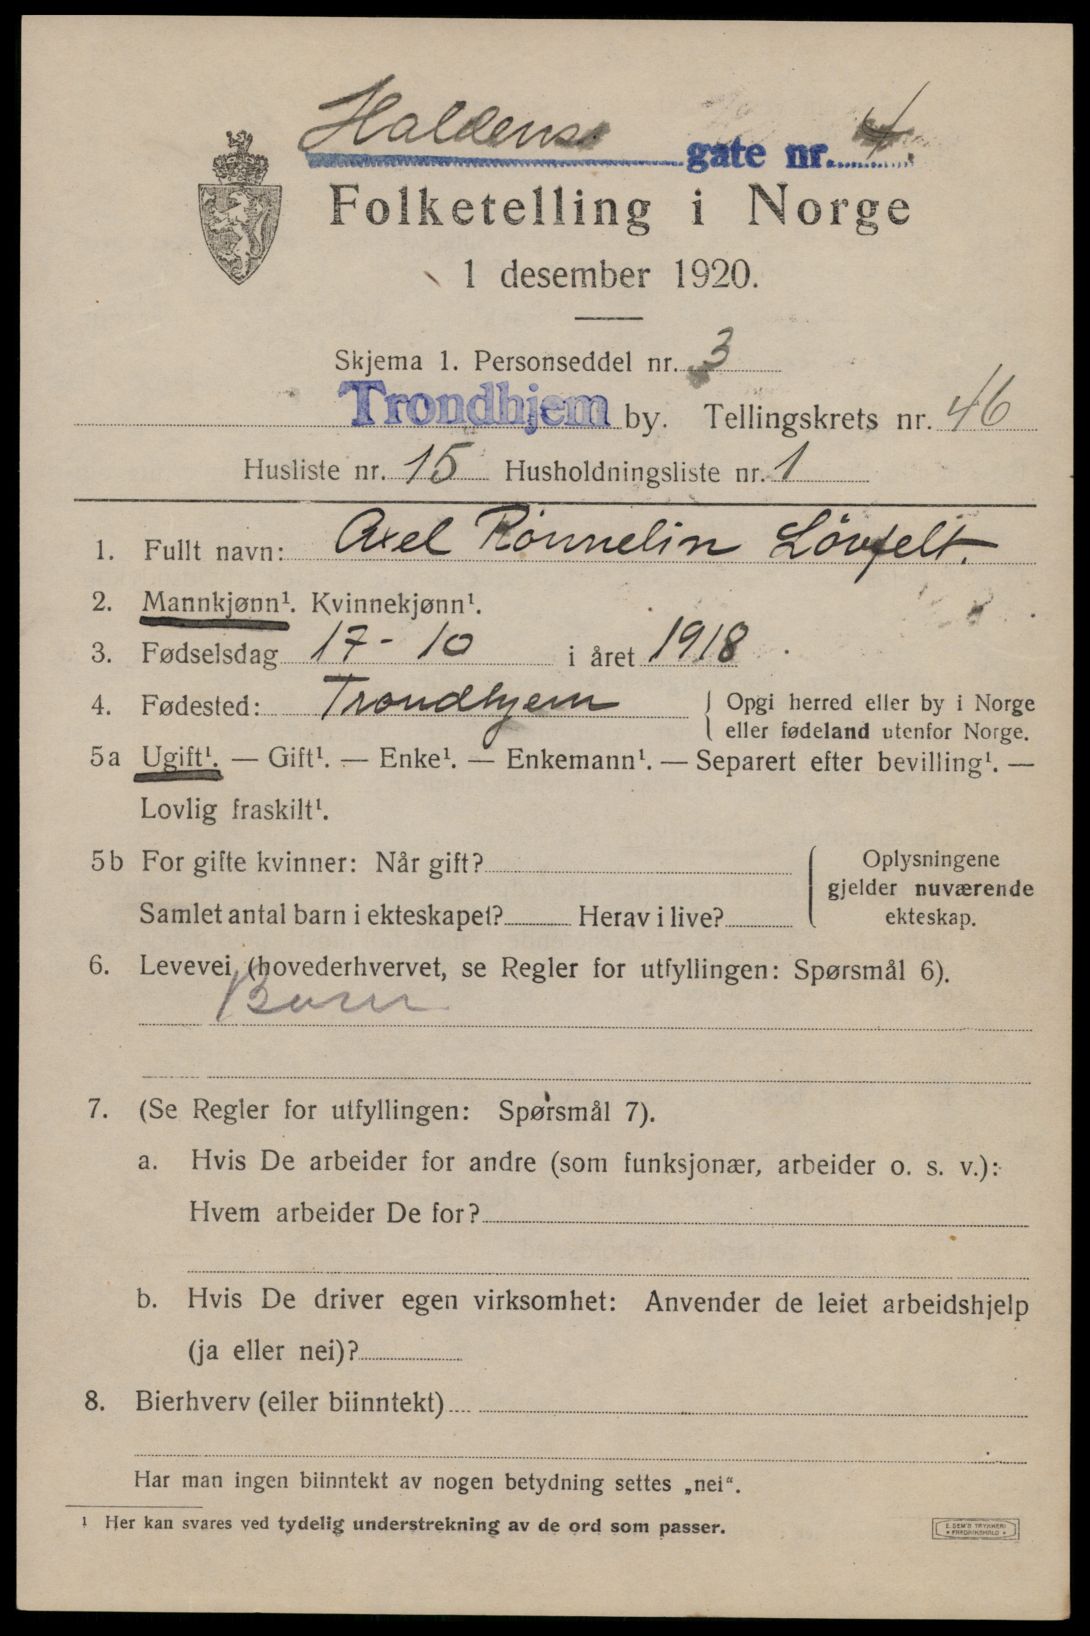 Haldens gate nr. 4.
Folketelling i Norge
1 desember 1920.
Skjema 1. Personseddel nr. 3
Trondhjem by. Tellingskrets nr. 46
Husliste nr. 15 Husholdningsliste nr. 1
1. Fullt navn: Axel Rønnelin Løvfelt.
2. Mannkjønn¹. Kvinnekjønn¹.
3. Fødselsdag 17-10 i året 1918
4. Fødested: Trondhjem { Opgi herred eller by i Norge
eller fødeland utenfor Norge.
5a Ugift¹. — Gift¹. — Enke¹. — Enkemann¹. — Separert efter bevilling¹. —
Lovlig fraskilt¹.
5b For gifte kvinner: Når gift?
Samlet antal barn i ekteskapet? Herav i live?
{ Oplysningene
gjelder nuværende
ekteskap.
6. Levevei, (hovederhvervet, se Regler for utfyllingen: Spørsmål 6).
Barn
7. (Se Regler for utfyllingen: Spørsmål 7).
a. Hvis De arbeider for andre (som funksjonær, arbeider o. s. v.):
Hvem arbeider De for?
b. Hvis De driver egen virksomhet: Anvender de leiet arbeidshjelp
(ja eller nei)?
8. Bierhverv (eller biinntekt)
Har man ingen biinntekt av nogen betydning settes „nei“.
¹ Her kan svares ved tydelig understrekning av de ord som passer.
E. SEM'S TRYKKERI
• FREDRIKSHALD •